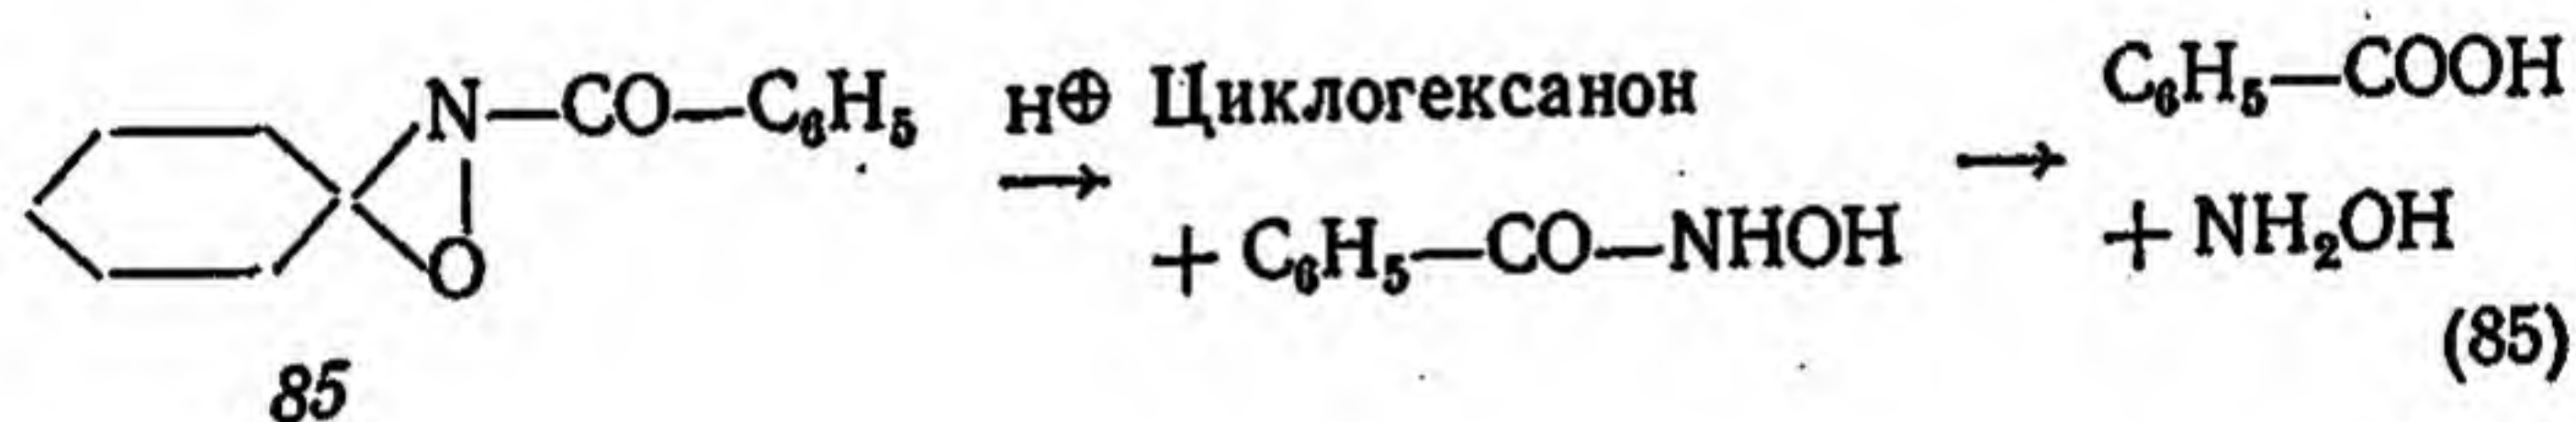 N—CO—C₆H₅ H⊕ Циклогексанон C₆H₅—COOH
O → + C₆H₅—CO—NHOH → + NH₂OH
85 (85)